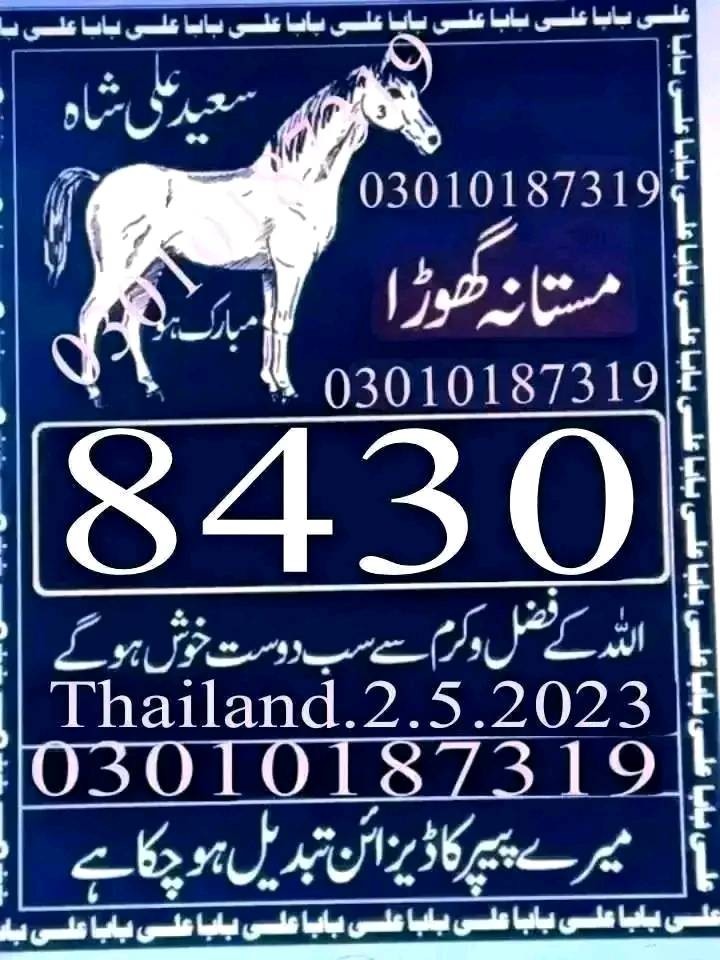 علی بابا علی بابا علی بابا علی بابا علی بابا علی بابا علی بابا
سعید علی شاہ
03010187319
03010187319
مستانہ گھوڑا
مبارک ہو
03010187319
8430
اللہ کے فضل و کرم سے سب دوست خوش ہوگے
Thailand.2.5.2023
03010187319
میرے پیپر کا ڈیزائن تبدیل ہو چکا ہے
علی بابا علی بابا علی بابا علی بابا علی بابا علی بابا علی بابا